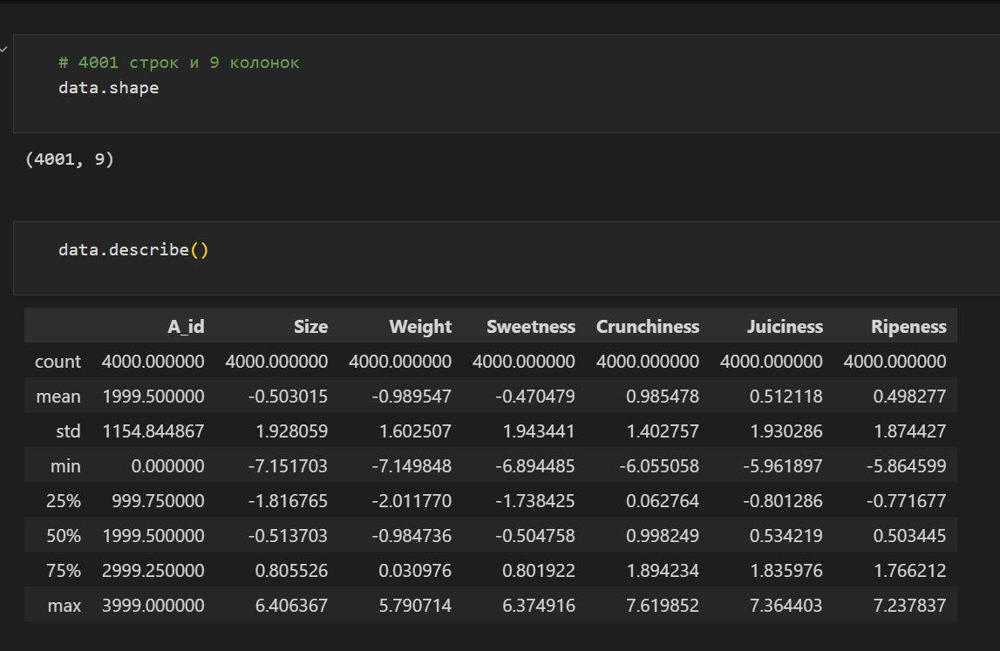 # 4001 строк и 9 колонок
data.shape
(4001, 9)
data.describe()
A_id Size Weight Sweetness Crunchiness Juiciness Ripeness
count 4000.000000 4000.000000 4000.000000 4000.000000 4000.000000 4000.000000 4000.000000
mean 1999.500000 -0.503015 -0.989547 -0.470479 0.985478 0.512118 0.498277
std 1154.844867 1.928059 1.602507 1.943441 1.402757 1.930286 1.874427
min 0.000000 -7.151703 -7.149848 -6.894485 -6.055058 -5.961897 -5.864599
25% 999.750000 -1.816765 -2.011770 -1.738425 0.062764 -0.801286 -0.771677
50% 1999.500000 -0.513703 -0.984736 -0.504758 0.998249 0.534219 0.503445
75% 2999.250000 0.805526 0.030976 0.801922 1.894234 1.835976 1.766212
max 3999.000000 6.406367 5.790714 6.374916 7.619852 7.364403 7.237837